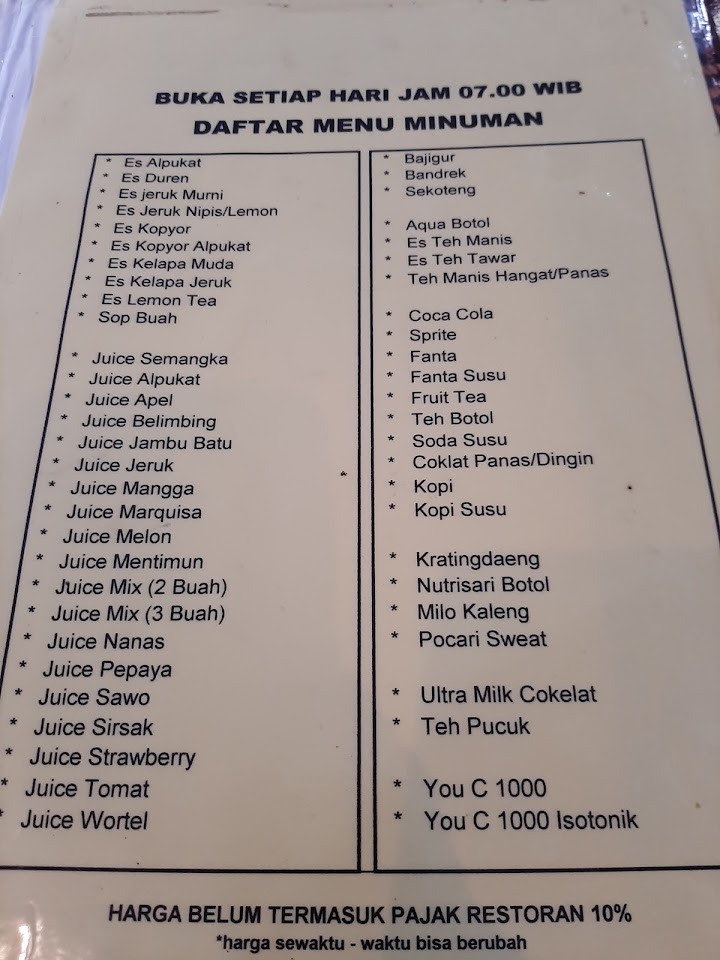 BUKA SETIAP HARI JAM 07.00 WIB
DAFTAR MENU MINUMAN
* Es Alpukat
* Es Duren
* Es jeruk Murni
* Es Jeruk Nipis/Lemon
* Es Kopyor
* Es Kopyor Alpukat
* Es Kelapa Muda
* Es Kelapa Jeruk
* Es Lemon Tea
* Sop Buah
* Juice Semangka
* Juice Alpukat
* Juice Apel
* Juice Belimbing
* Juice Jambu Batu
* Juice Jeruk
* Juice Mangga
* Juice Marquisa
* Juice Melon
* Juice Mentimun
* Juice Mix (2 Buah)
* Juice Mix (3 Buah)
* Juice Nanas
* Juice Pepaya
* Juice Sawo
* Juice Sirsak
* Juice Strawberry
* Juice Tomat
* Juice Wortel
* Bajigur
* Bandrek
* Sekoteng
* Aqua Botol
* Es Teh Manis
* Es Teh Tawar
* Teh Manis Hangat/Panas
* Coca Cola
* Sprite
* Fanta
* Fanta Susu
* Fruit Tea
* Teh Botol
* Soda Susu
* Coklat Panas/Dingin
* Kopi
* Kopi Susu
* Kratingdaeng
* Nutrisari Botol
* Milo Kaleng
* Pocari Sweat
* Ultra Milk Cokelat
* Teh Pucuk
* You C 1000
* You C 1000 Isotonik
HARGA BELUM TERMASUK PAJAK RESTORAN 10%
*harga sewaktu - waktu bisa berubah